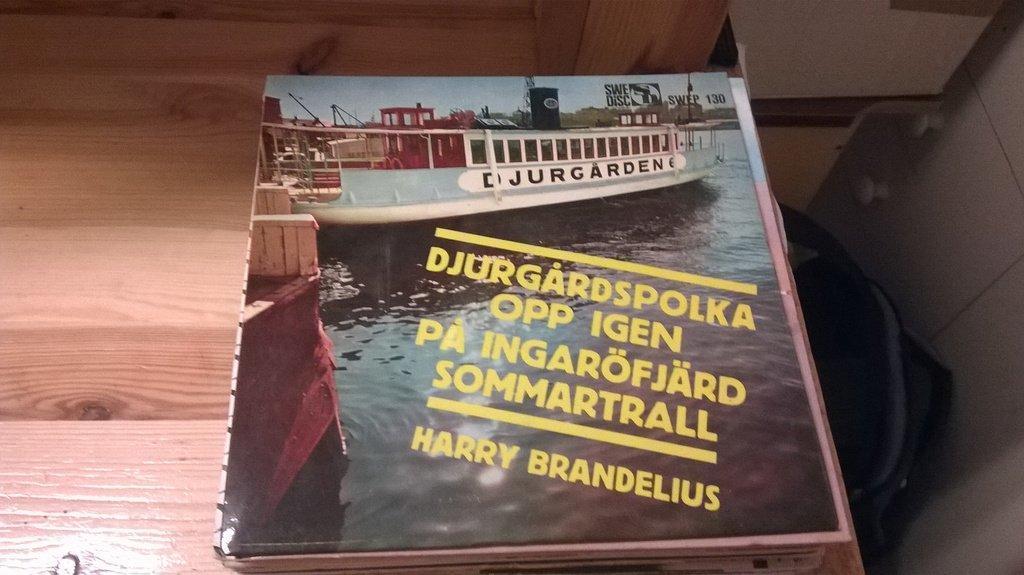 SWE
DISC
SWEP 130
DJURGÅRDEN 6
DJURGÅRDSPOLKA
OPP IGEN
PÅ INGARÖFJÄRD
SOMMARTRALL
HARRY BRANDELIUS